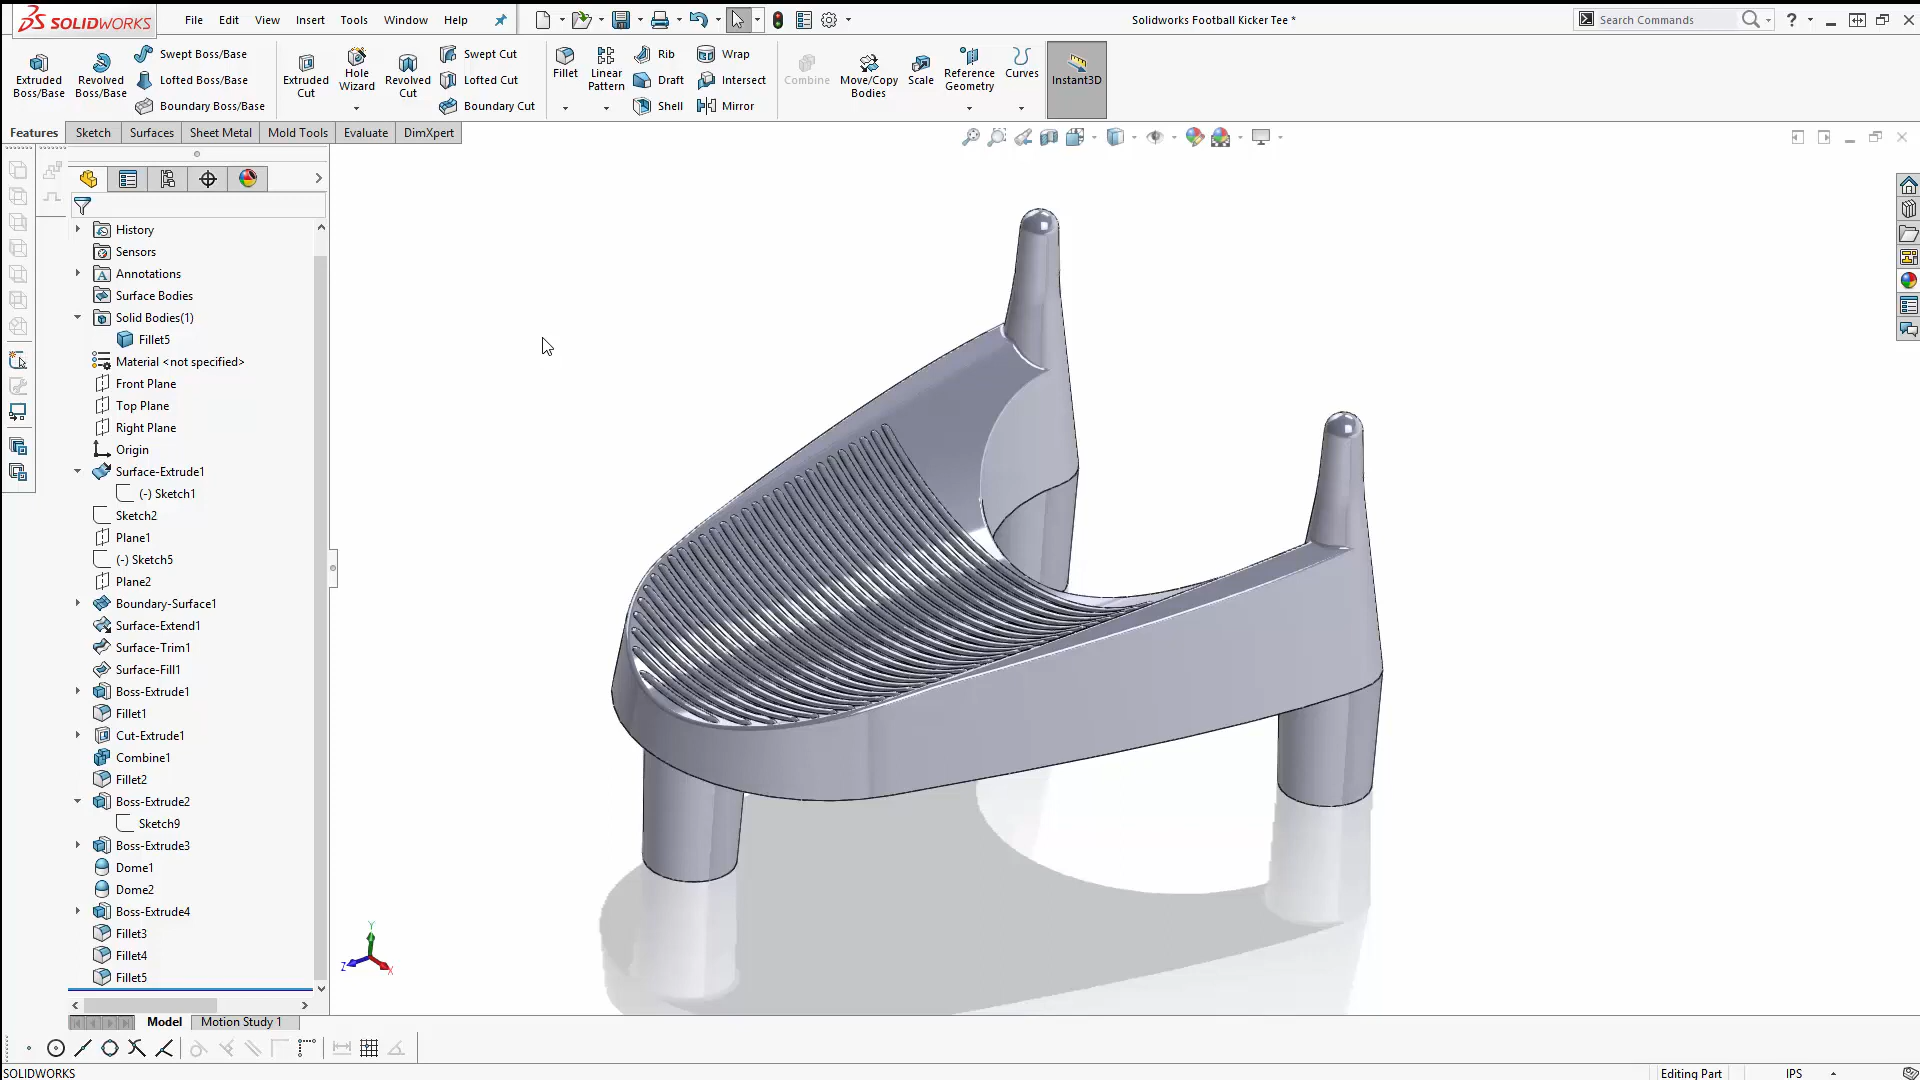 SOLIDWORKS
File Edit View Insert Tools Window Help
Solidworks Football Kicker Tee *
Search Commands
?
Extruded Boss/Base
Revolved Boss/Base
Swept Boss/Base
Lofted Boss/Base
Boundary Boss/Base
Extruded Cut
Hole Wizard
Revolved Cut
Swept Cut
Lofted Cut
Boundary Cut
Fillet
Linear Pattern
Rib
Draft
Shell
Wrap
Intersect
Mirror
Combine
Move/Copy Bodies
Scale
Reference Geometry
Curves
Instant3D
Features Sketch Surfaces Sheet Metal Mold Tools Evaluate DimXpert
History
Sensors
Annotations
Surface Bodies
Solid Bodies(1)
Fillet5
Material <not specified>
Front Plane
Top Plane
Right Plane
Origin
Surface-Extrude1
(-) Sketch1
Sketch2
Plane1
(-) Sketch5
Plane2
Boundary-Surface1
Surface-Extend1
Surface-Trim1
Surface-Fill1
Boss-Extrude1
Fillet1
Cut-Extrude1
Combine1
Fillet2
Boss-Extrude2
Sketch9
Boss-Extrude3
Dome1
Dome2
Boss-Extrude4
Fillet3
Fillet4
Fillet5
Y
Z
X
Model Motion Study 1
SOLIDWORKS
Editing Part
IPS